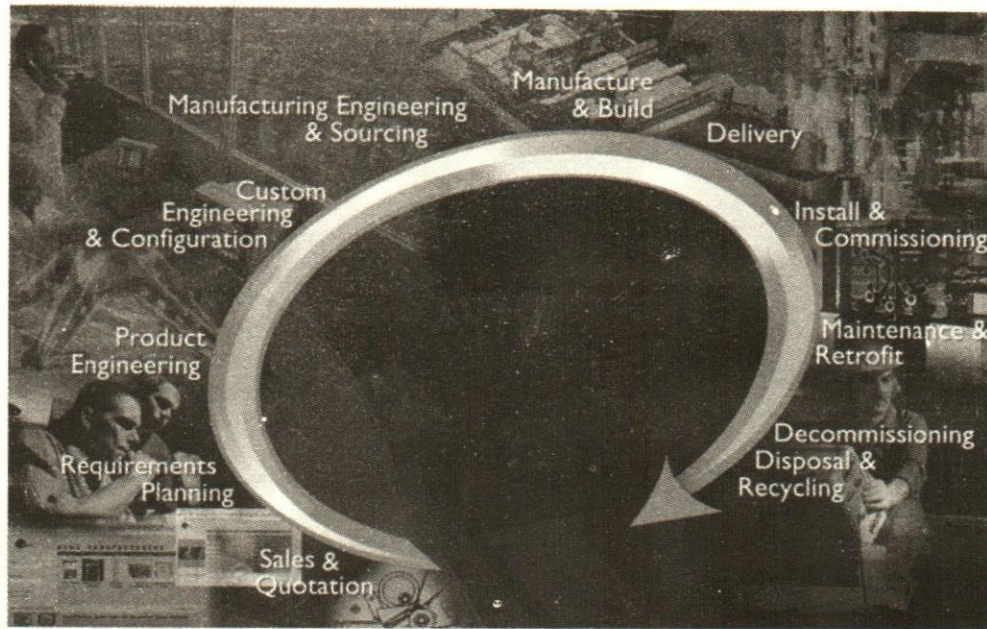 Manufacture
& Build
Manufacturing Engineering
& Sourcing
Delivery
Custom
Engineering
& Configuration
Install &
Commissioning
Product
Engineering
Maintenance &
Retrofit
Requirements
Planning
Decommissioning
Disposal &
Recycling
Sales &
Quotation